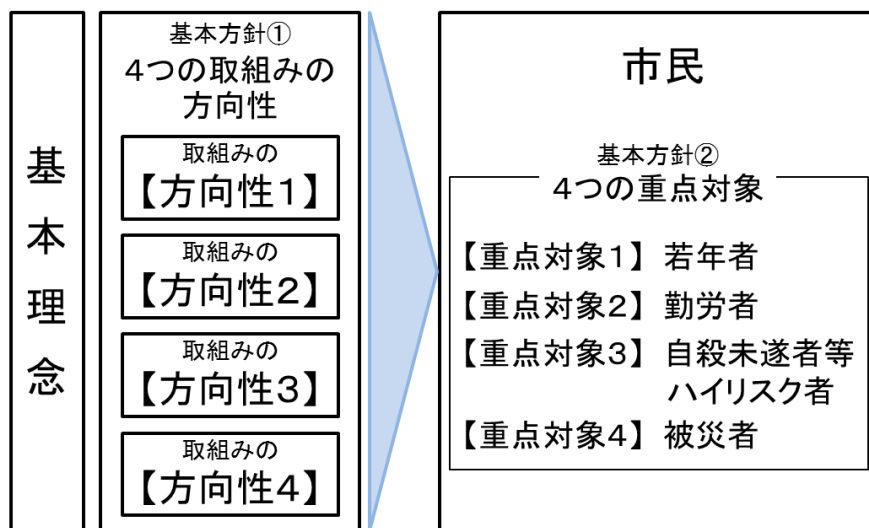 基本理念
基本方針①
4つの取組みの
方向性
取組みの
【方向性1】
取組みの
【方向性2】
取組みの
【方向性3】
取組みの
【方向性4】
市民
基本方針②
4つの重点対象
【重点対象1】 若年者
【重点対象2】 勤労者
【重点対象3】 自殺未遂者等
ハイリスク者
【重点対象4】 被災者